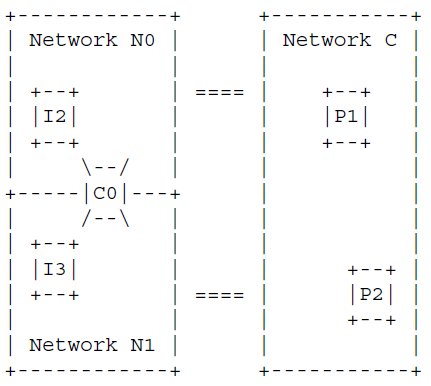 Network N0 Network C
I2 ==== P1
C0
I3 ==== P2
Network N1